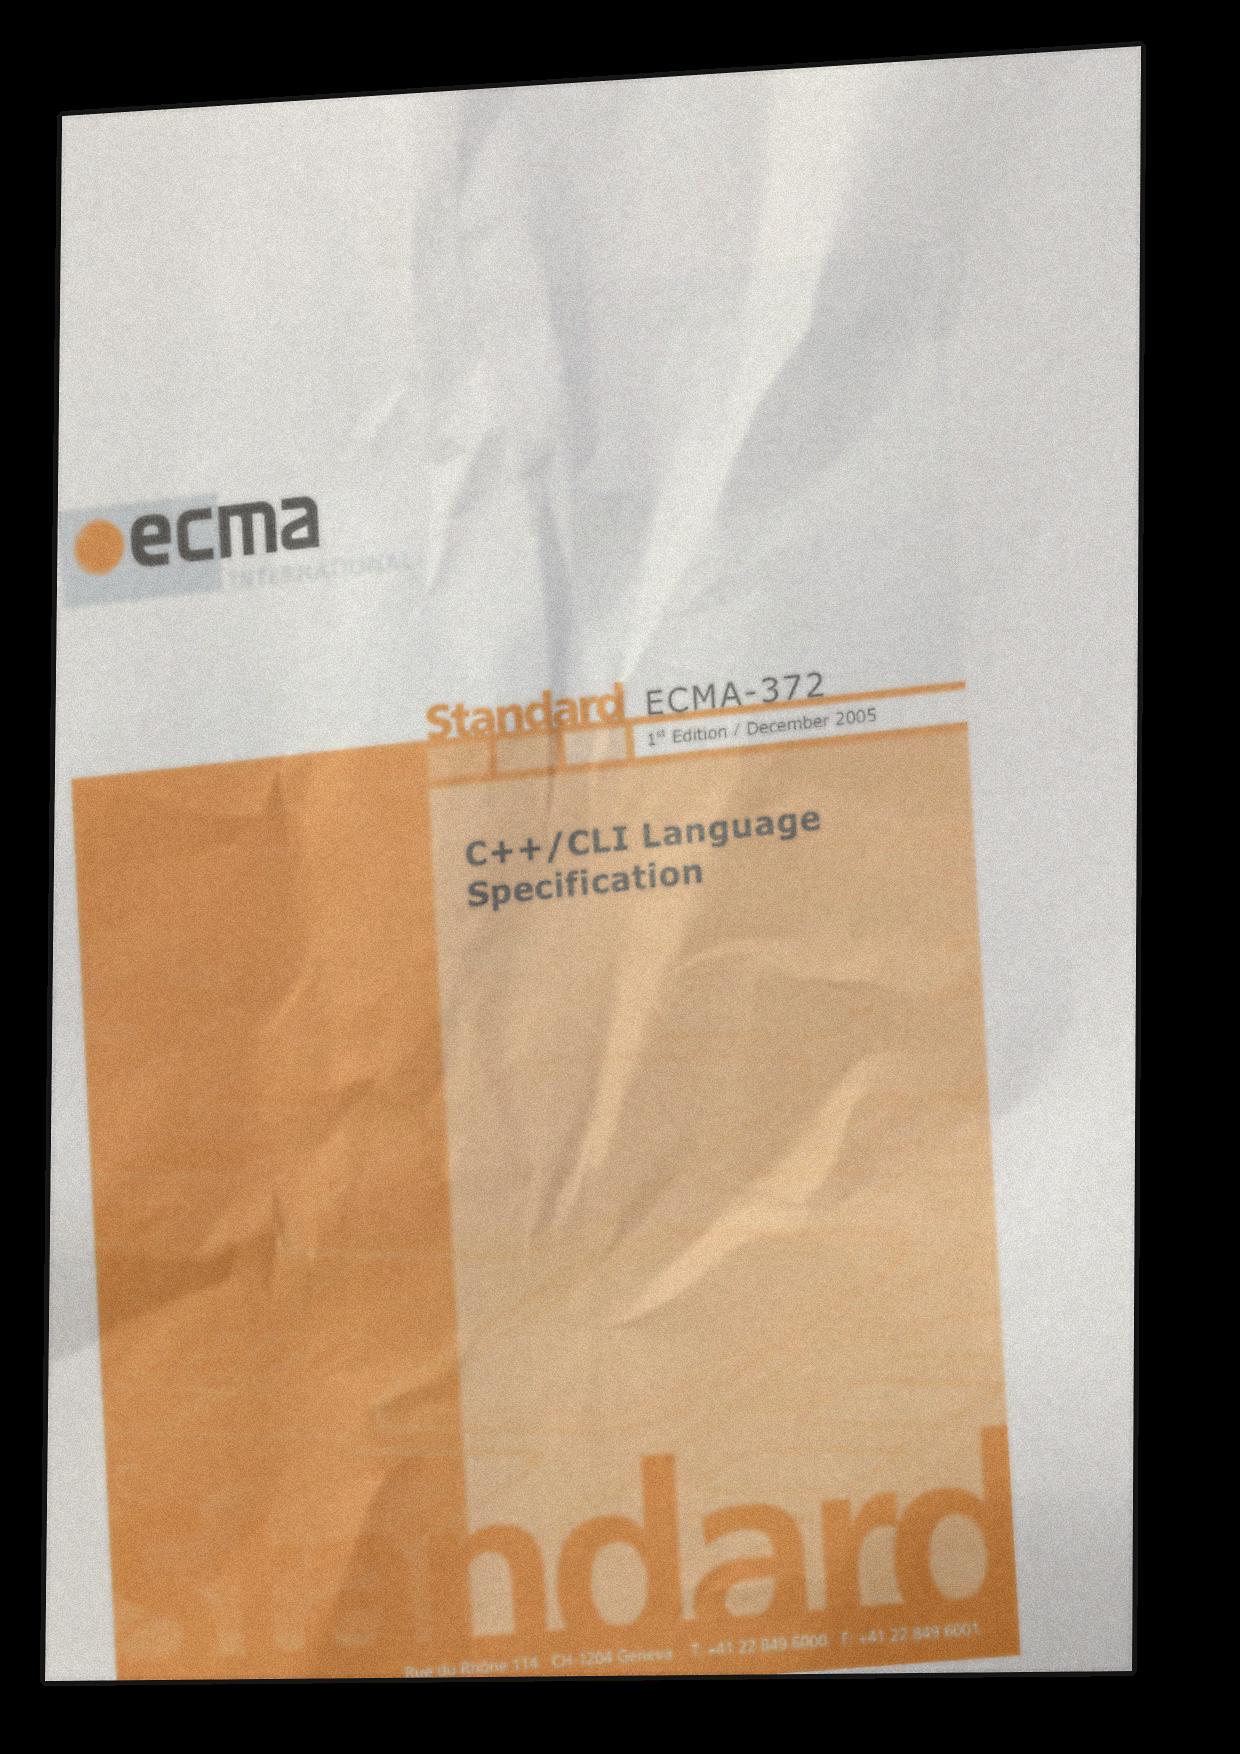 ecma
INTERNATIONAL
Standard ECMA-372
1st Edition / December 2005
C++/CLI Language
Specification
ndard
Rue du Rhône 114 CH-1204 Geneva T: +41 22 849 6000 F: +41 22 849 6001